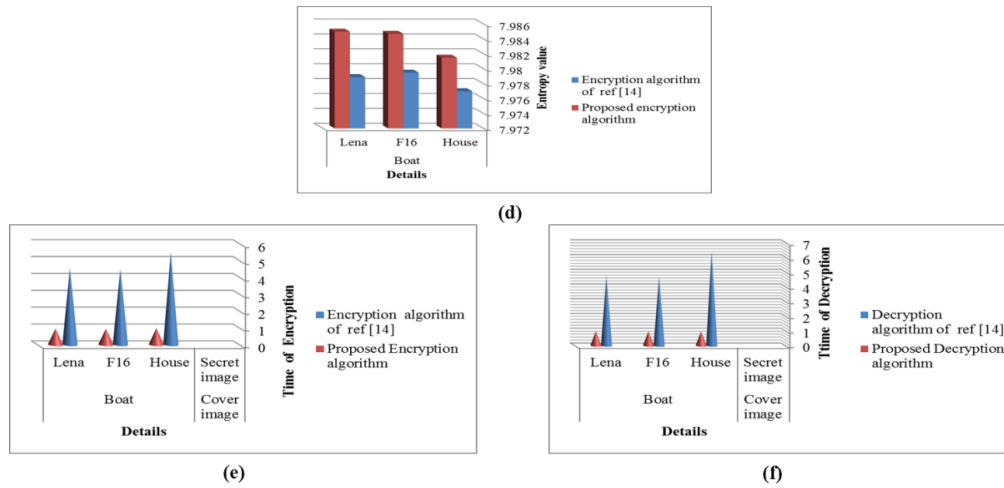 7.986
7.984
7.982
7.98
7.978
7.976
7.974
7.972
Entropy value
Encryption algorithm
of ref [14]
Proposed encryption
algorithm
Lena F16 House
Boat
Details
(d)
6
5
4
3
2
1
0
Time of Encryption
Encryption algorithm
of ref [14]
Proposed Encryption
algorithm
Lena F16 House Secret
image
Boat Cover
image
Details
(e)
7
6
5
4
3
2
1
0
Ttime of Decryption
Decryption
algorithm of ref [14]
Proposed Decryption
algorithm
Lena F16 House Secret
image
Boat Cover
image
Details
(f)